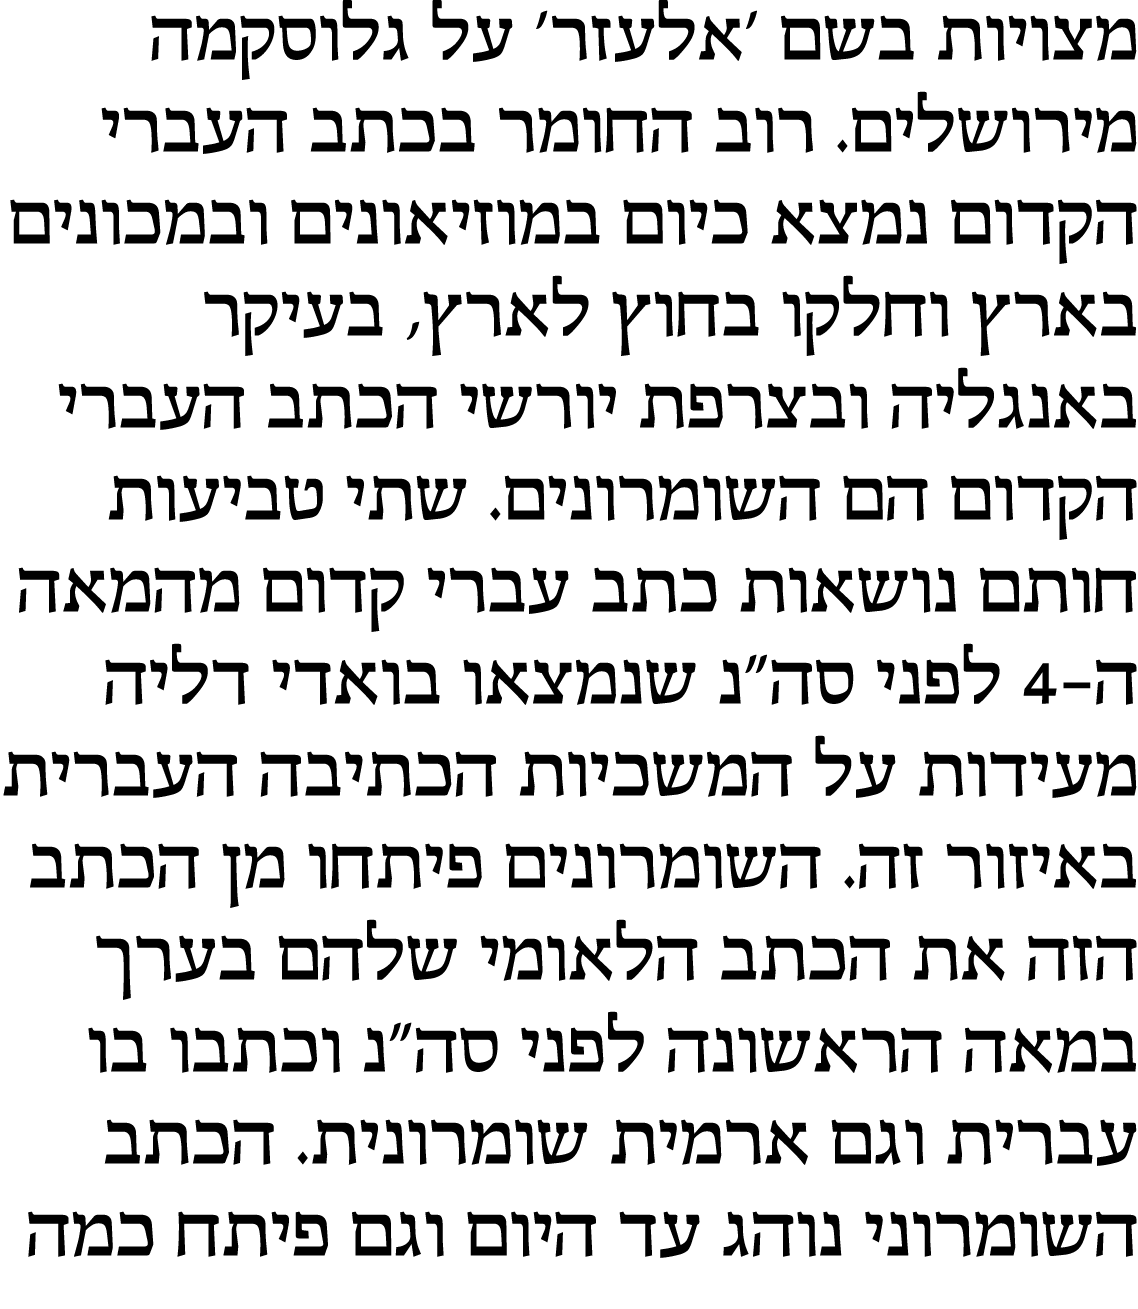 מצויות בשם 'אלעזר' על גלוסקמה
מירושלים. רוב החומר בכתב העברי
הקדום נמצא כיום במוזיאונים ובמכונים
בארץ וחלקו בחוץ לארץ, בעיקר
באנגליה ובצרפת יורשי הכתב העברי
הקדום הם השומרונים. שתי טביעות
חותם נושאות כתב עברי קדום מהמאה
ה-4 לפני סה"נ שנמצאו בואדי דליה
מעידות על המשכיות הכתיבה העברית
באיזור זה. השומרונים פיתחו מן הכתב
הזה את הכתב הלאומי שלהם בערך
במאה הראשונה לפני סה"נ וכתבו בו
עברית וגם ארמית שומרונית. הכתב
השומרוני נוהג עד היום וגם פיתח כמה